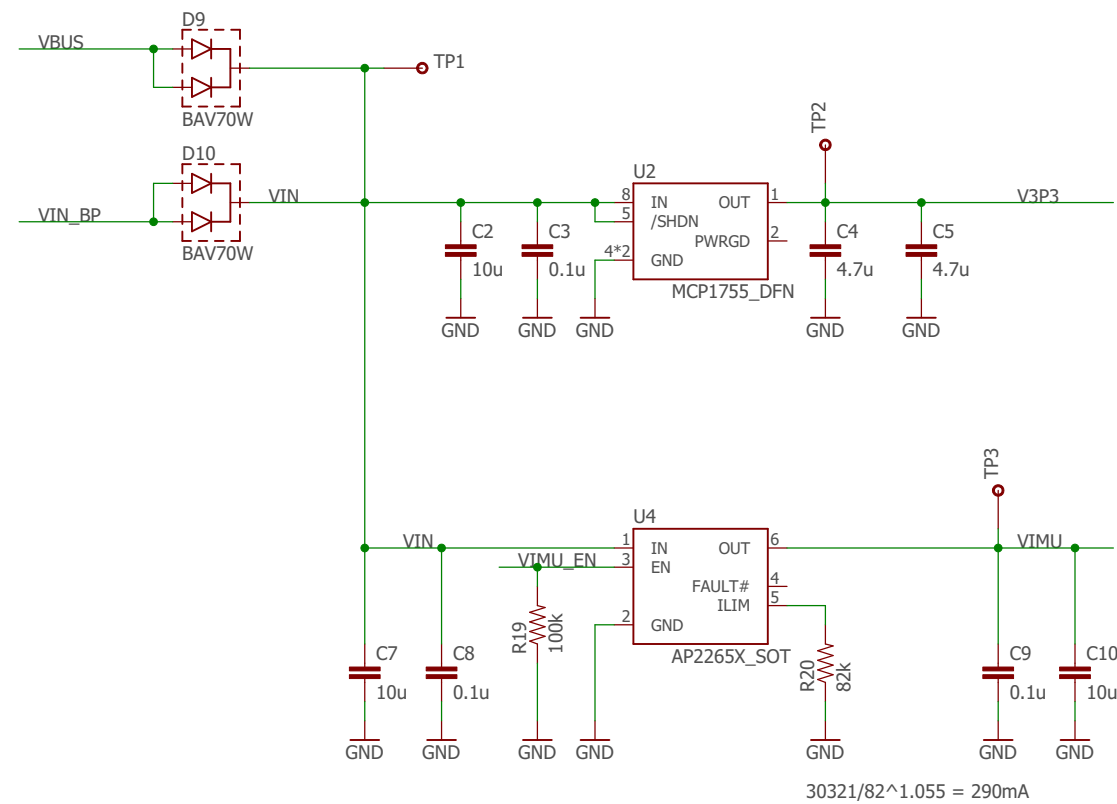 D9
VBUS
TP1
BAV70W
TP2
D10
U2
VIN
8 IN OUT 1
V3P3
VIN_BP
5 /SHDN
PWRGD 2
C2
C3
C4
C5
BAV70W
4*2 GND
10u
0.1u
4.7u
4.7u
MCP1755_DFN
GND
GND
GND
GND
GND
TP3
U4
VIN
1 IN OUT 6
VIMU
VIMU_EN
3 EN
FAULT# 4
ILIM 5
2 GND
R19
100k
AP2265X_SOT
R20
82k
C7
C8
C9
C10
10u
0.1u
0.1u
10u
GND
GND
GND
GND
GND
GND
GND
30321/82^1.055 = 290mA